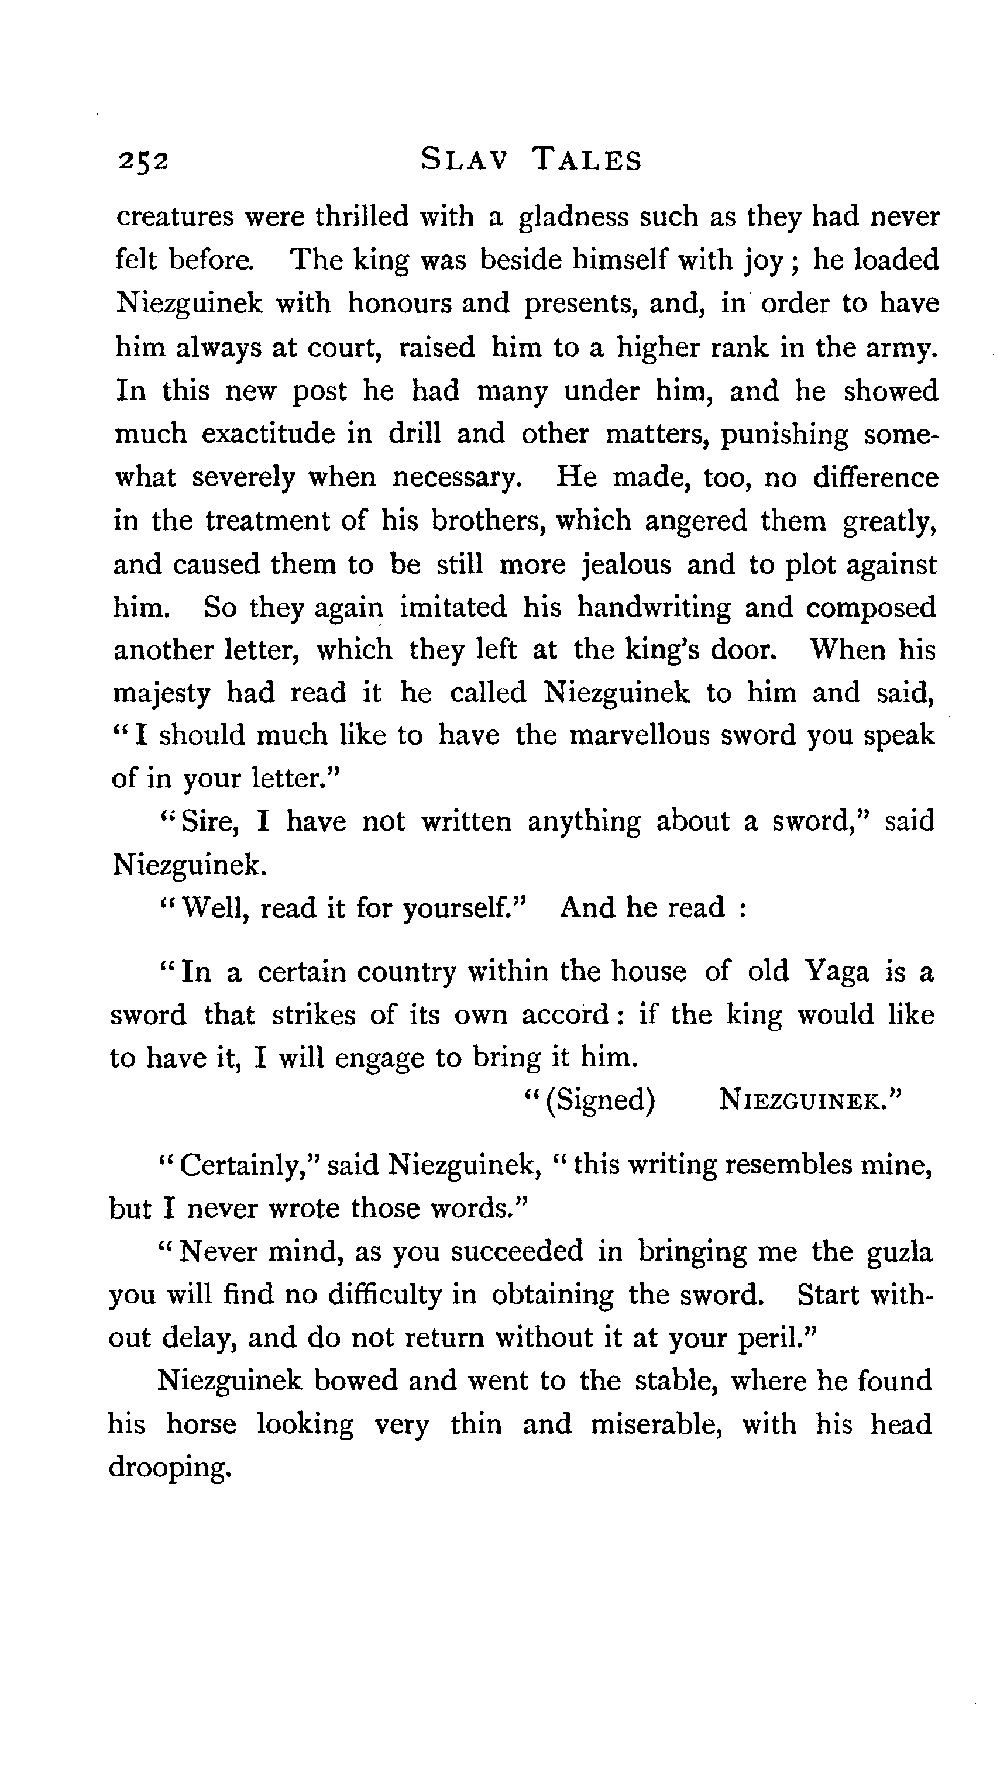 252 SLAV TALES
creatures were thrilled with a gladness such as they had never
felt before. The king was beside himself with joy ; he loaded
Niezguinek with honours and presents, and, in order to have
him always at court, raised him to a higher rank in the army.
In this new post he had many under him, and he showed
much exactitude in drill and other matters, punishing some-
what severely when necessary. He made, too, no difference
in the treatment of his brothers, which angered them greatly,
and caused them to be still more jealous and to plot against
him. So they again imitated his handwriting and composed
another letter, which they left at the king's door. When his
majesty had read it he called Niezguinek to him and said,
“ I should much like to have the marvellous sword you speak
of in your letter.”
“ Sire, I have not written anything about a sword,” said
Niezguinek.
“ Well, read it for yourself.” And he read :
“ In a certain country within the house of old Yaga is a
sword that strikes of its own accord : if the king would like
to have it, I will engage to bring it him.
“ (Signed) NIEZGUINEK.”
“ Certainly,” said Niezguinek, “ this writing resembles mine,
but I never wrote those words.”
“ Never mind, as you succeeded in bringing me the guzla
you will find no difficulty in obtaining the sword. Start with-
out delay, and do not return without it at your peril.”
Niezguinek bowed and went to the stable, where he found
his horse looking very thin and miserable, with his head
drooping.